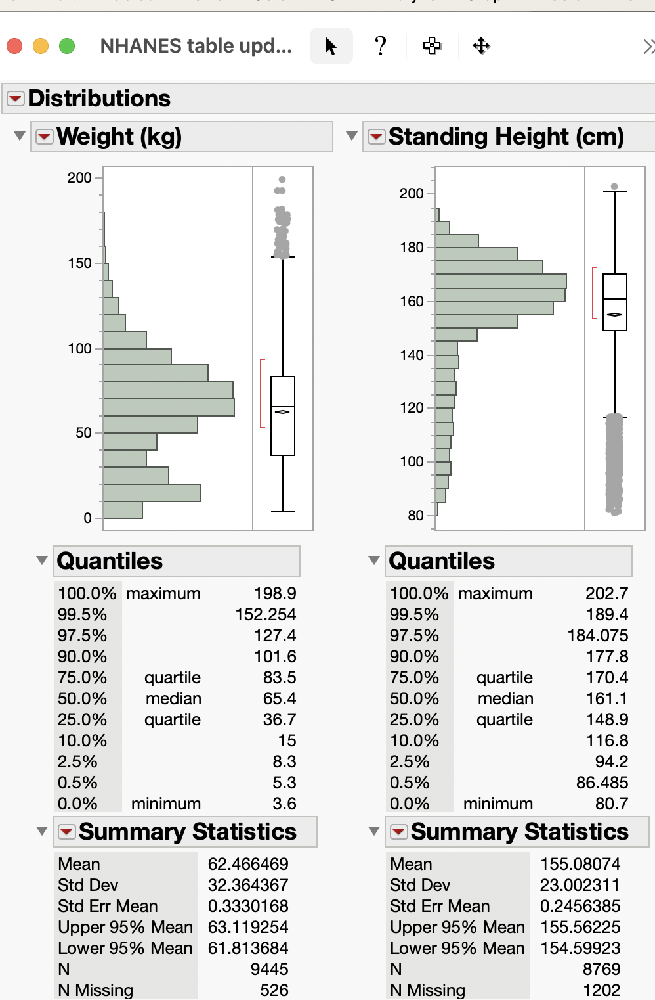 NHANES table upd...
?
Distributions
Weight (kg)
200
150
100
50
0
Quantiles
100.0% maximum 198.9
99.5% 152.254
97.5% 127.4
90.0% 101.6
75.0% quartile 83.5
50.0% median 65.4
25.0% quartile 36.7
10.0% 15
2.5% 8.3
0.5% 5.3
0.0% minimum 3.6
Summary Statistics
Mean 62.466469
Std Dev 32.364367
Std Err Mean 0.3330168
Upper 95% Mean 63.119254
Lower 95% Mean 61.813684
N 9445
N Missing 526
Standing Height (cm)
200
180
160
140
120
100
80
Quantiles
100.0% maximum 202.7
99.5% 189.4
97.5% 184.075
90.0% 177.8
75.0% quartile 170.4
50.0% median 161.1
25.0% quartile 148.9
10.0% 116.8
2.5% 94.2
0.5% 86.485
0.0% minimum 80.7
Summary Statistics
Mean 155.08074
Std Dev 23.002311
Std Err Mean 0.2456385
Upper 95% Mean 155.56225
Lower 95% Mean 154.59923
N 8769
N Missing 1202